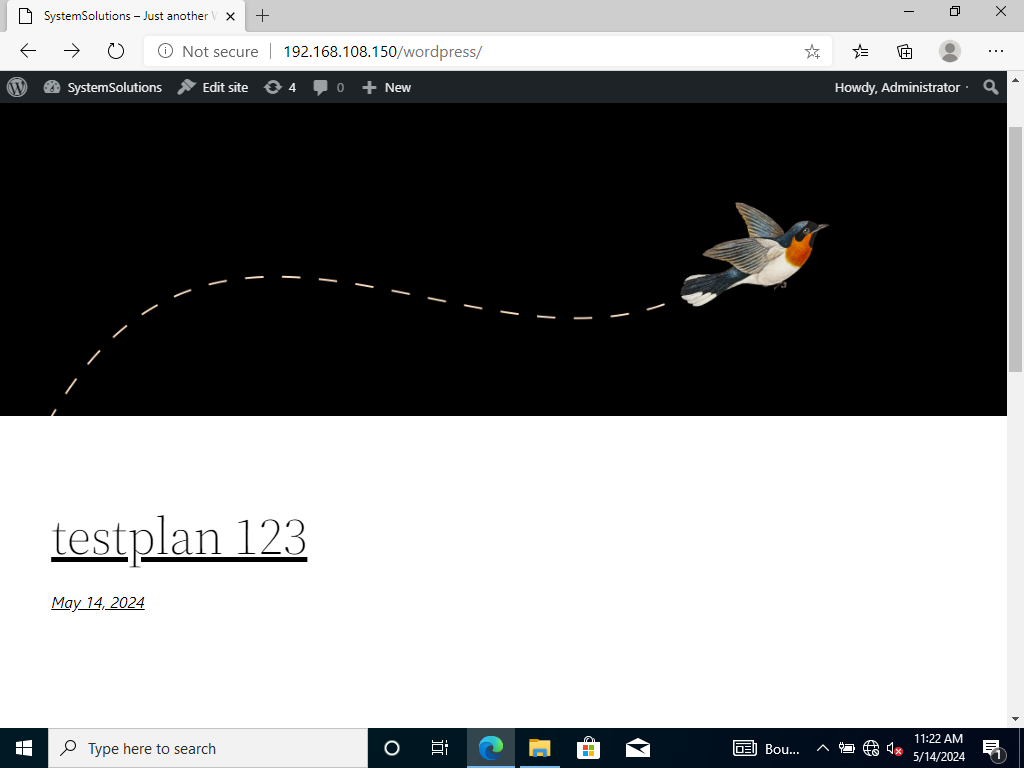 SystemSolutions – Just another W
Not secure
192.168.108.150/wordpress/
SystemSolutions
Edit site
4
0
New
Howdy, Administrator
testplan 123
May 14, 2024
Type here to search
Bou...
11:22 AM
5/14/2024
1